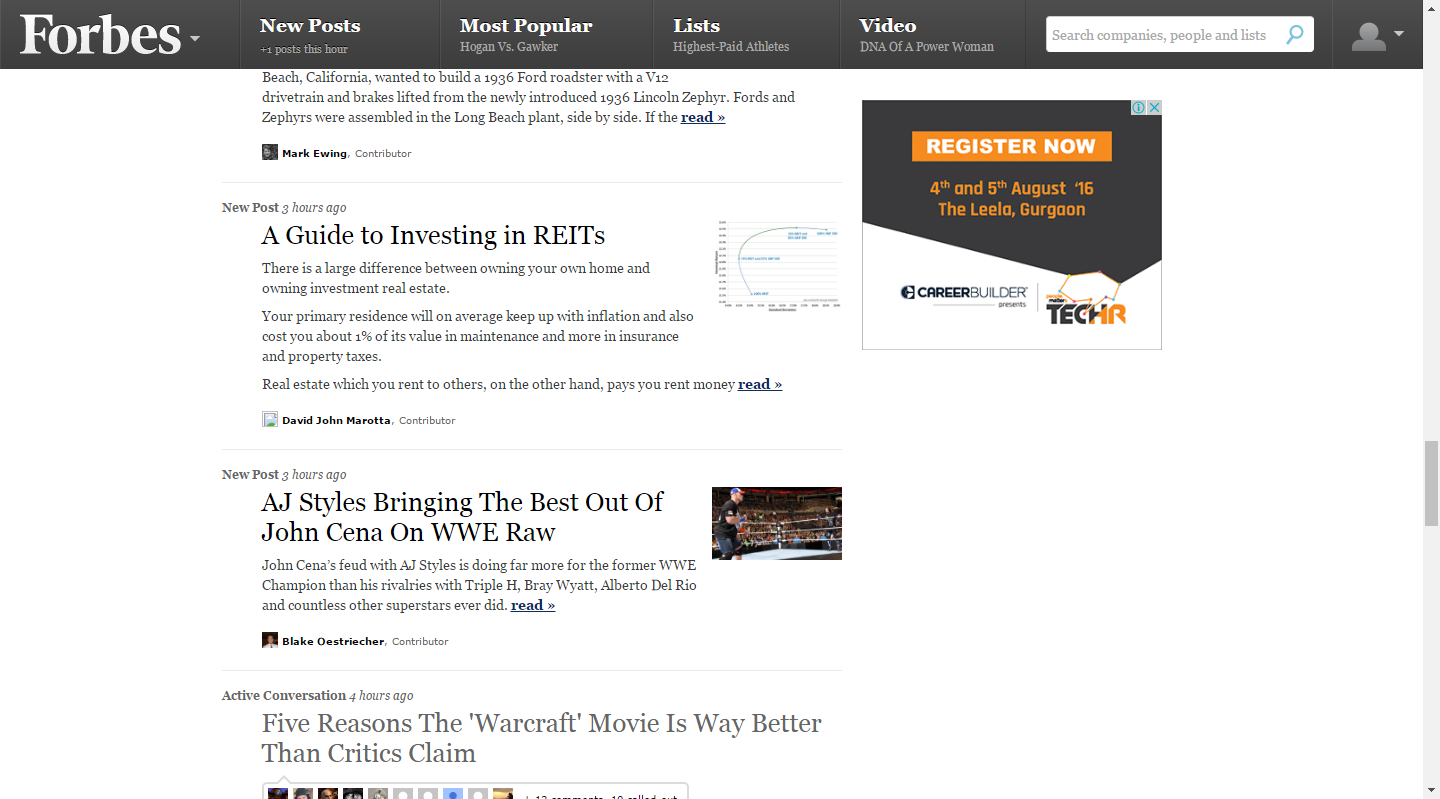 Forbes
New Posts
+1 posts this hour
Most Popular
Hogan Vs. Gawker
Lists
Highest-Paid Athletes
Video
DNA Of A Power Woman
Search companies, people and lists
Beach, California, wanted to build a 1936 Ford roadster with a V12
drivetrain and brakes lifted from the newly introduced 1936 Lincoln Zephyr. Fords and
Zephyrs were assembled in the Long Beach plant, side by side. If the read »
Mark Ewing, Contributor
REGISTER NOW
4th and 5th August '16
The Leela, Gurgaon
CAREERBUILDER
presents
people matters
TECHHR
New Post 3 hours ago
A Guide to Investing in REITs
There is a large difference between owning your own home and
owning investment real estate.
Your primary residence will on average keep up with inflation and also
cost you about 1% of its value in maintenance and more in insurance
and property taxes.
Real estate which you rent to others, on the other hand, pays you rent money read »
David John Marotta, Contributor
New Post 3 hours ago
AJ Styles Bringing The Best Out Of
John Cena On WWE Raw
John Cena's feud with AJ Styles is doing far more for the former WWE
Champion than his rivalries with Triple H, Bray Wyatt, Alberto Del Rio
and countless other superstars ever did. read »
Blake Oestriecher, Contributor
Active Conversation 4 hours ago
Five Reasons The 'Warcraft' Movie Is Way Better
Than Critics Claim